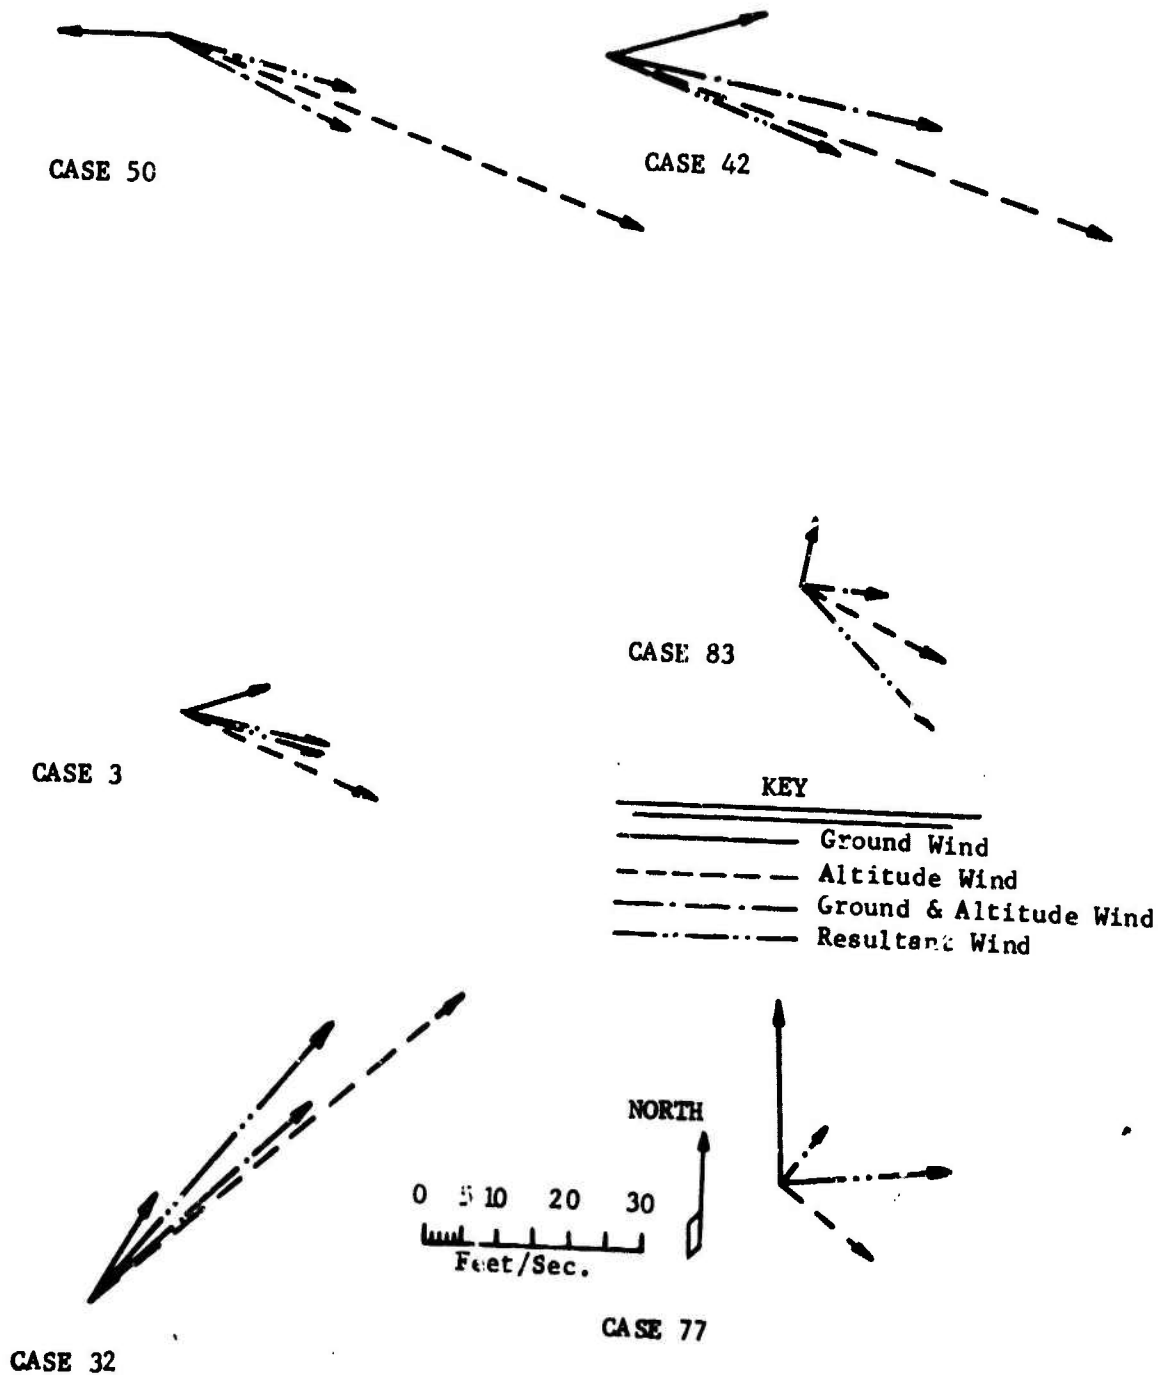 CASE 50
CASE 42
CASE 83
CASE 3
KEY
Ground Wind
Altitude Wind
Ground & Altitude Wind
Resultant Wind
NORTH
0 5 10 20 30
Feet/Sec.
CASE 77
CASE 32